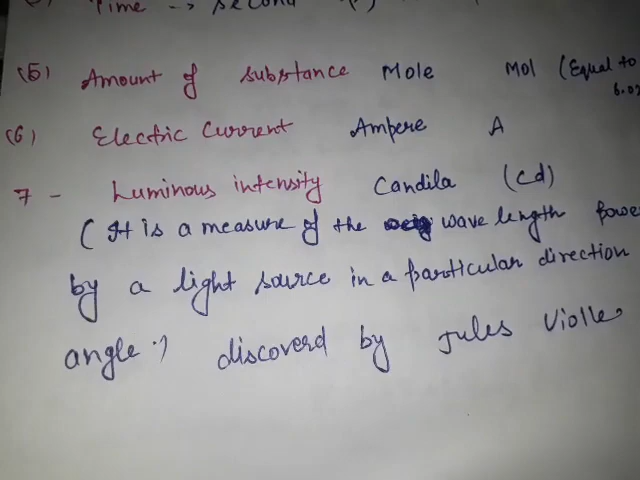 Time --> second
(5) Amount of substance Mole Mol (Equal to
6.02
(6) Electric Current Ampere A
7 - Luminous intensity Candila (cd)
( It is a measure of the wave length power
by a light source in a particular direction
angle.) discoverd by Jules Violle